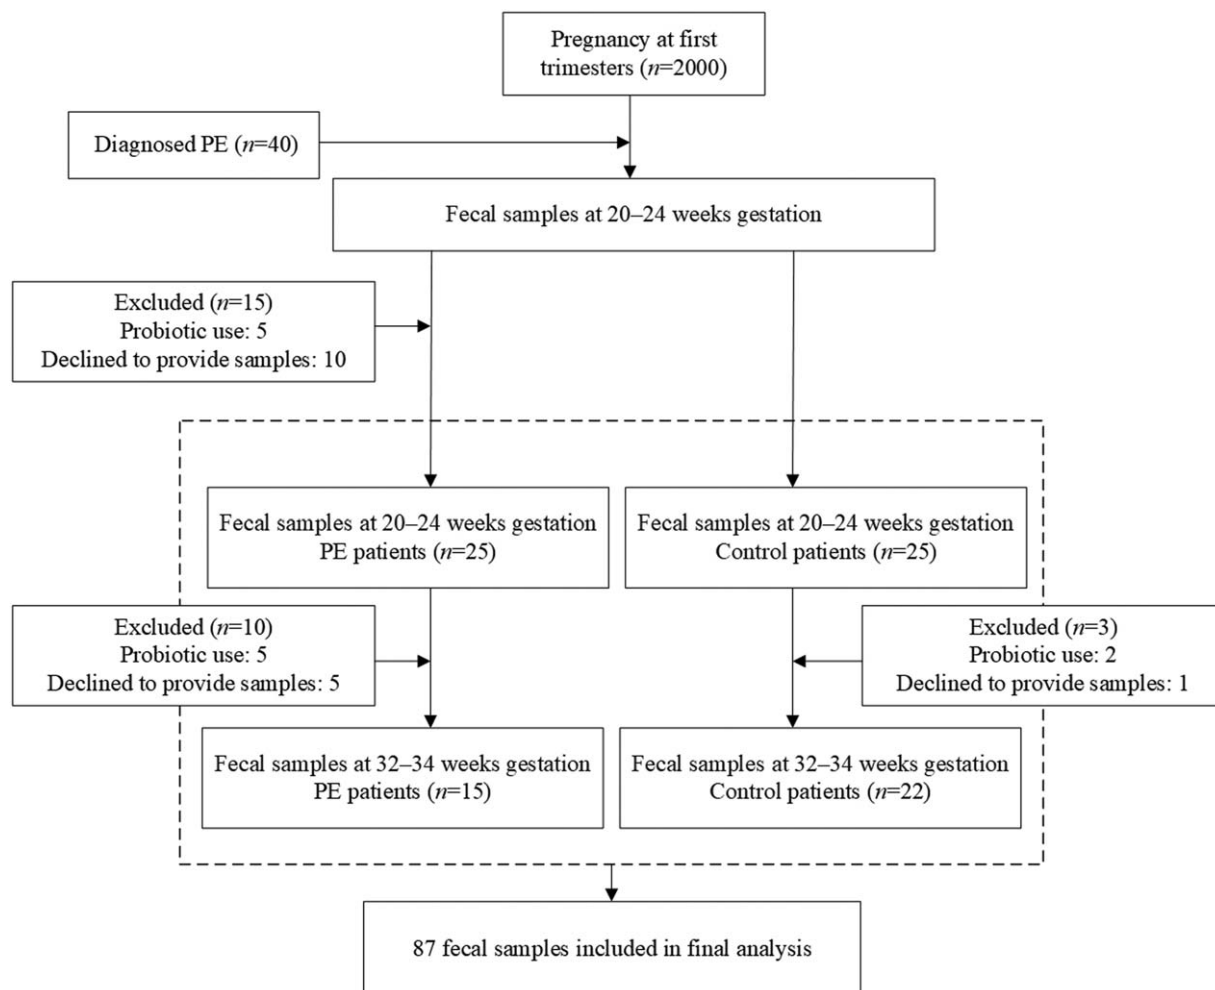 Pregnancy at first
trimesters (n=2000)
Diagnosed PE (n=40)
Fecal samples at 20–24 weeks gestation
Excluded (n=15)
Probiotic use: 5
Declined to provide samples: 10
Fecal samples at 20–24 weeks gestation
PE patients (n=25)
Fecal samples at 20–24 weeks gestation
Control patients (n=25)
Excluded (n=10)
Probiotic use: 5
Declined to provide samples: 5
Excluded (n=3)
Probiotic use: 2
Declined to provide samples: 1
Fecal samples at 32–34 weeks gestation
PE patients (n=15)
Fecal samples at 32–34 weeks gestation
Control patients (n=22)
87 fecal samples included in final analysis